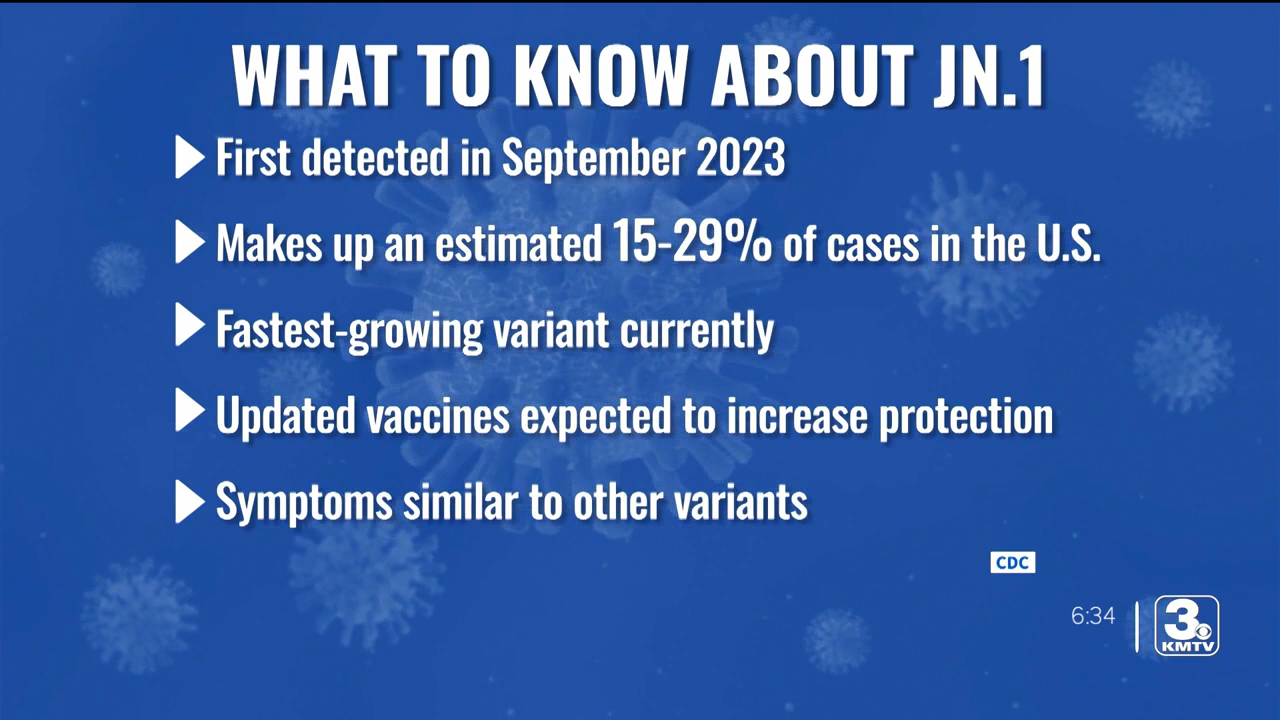 WHAT TO KNOW ABOUT JN.1
First detected in September 2023
Makes up an estimated 15-29% of cases in the U.S.
Fastest-growing variant currently
Updated vaccines expected to increase protection
Symptoms similar to other variants
CDC
6:34
3
KMTV